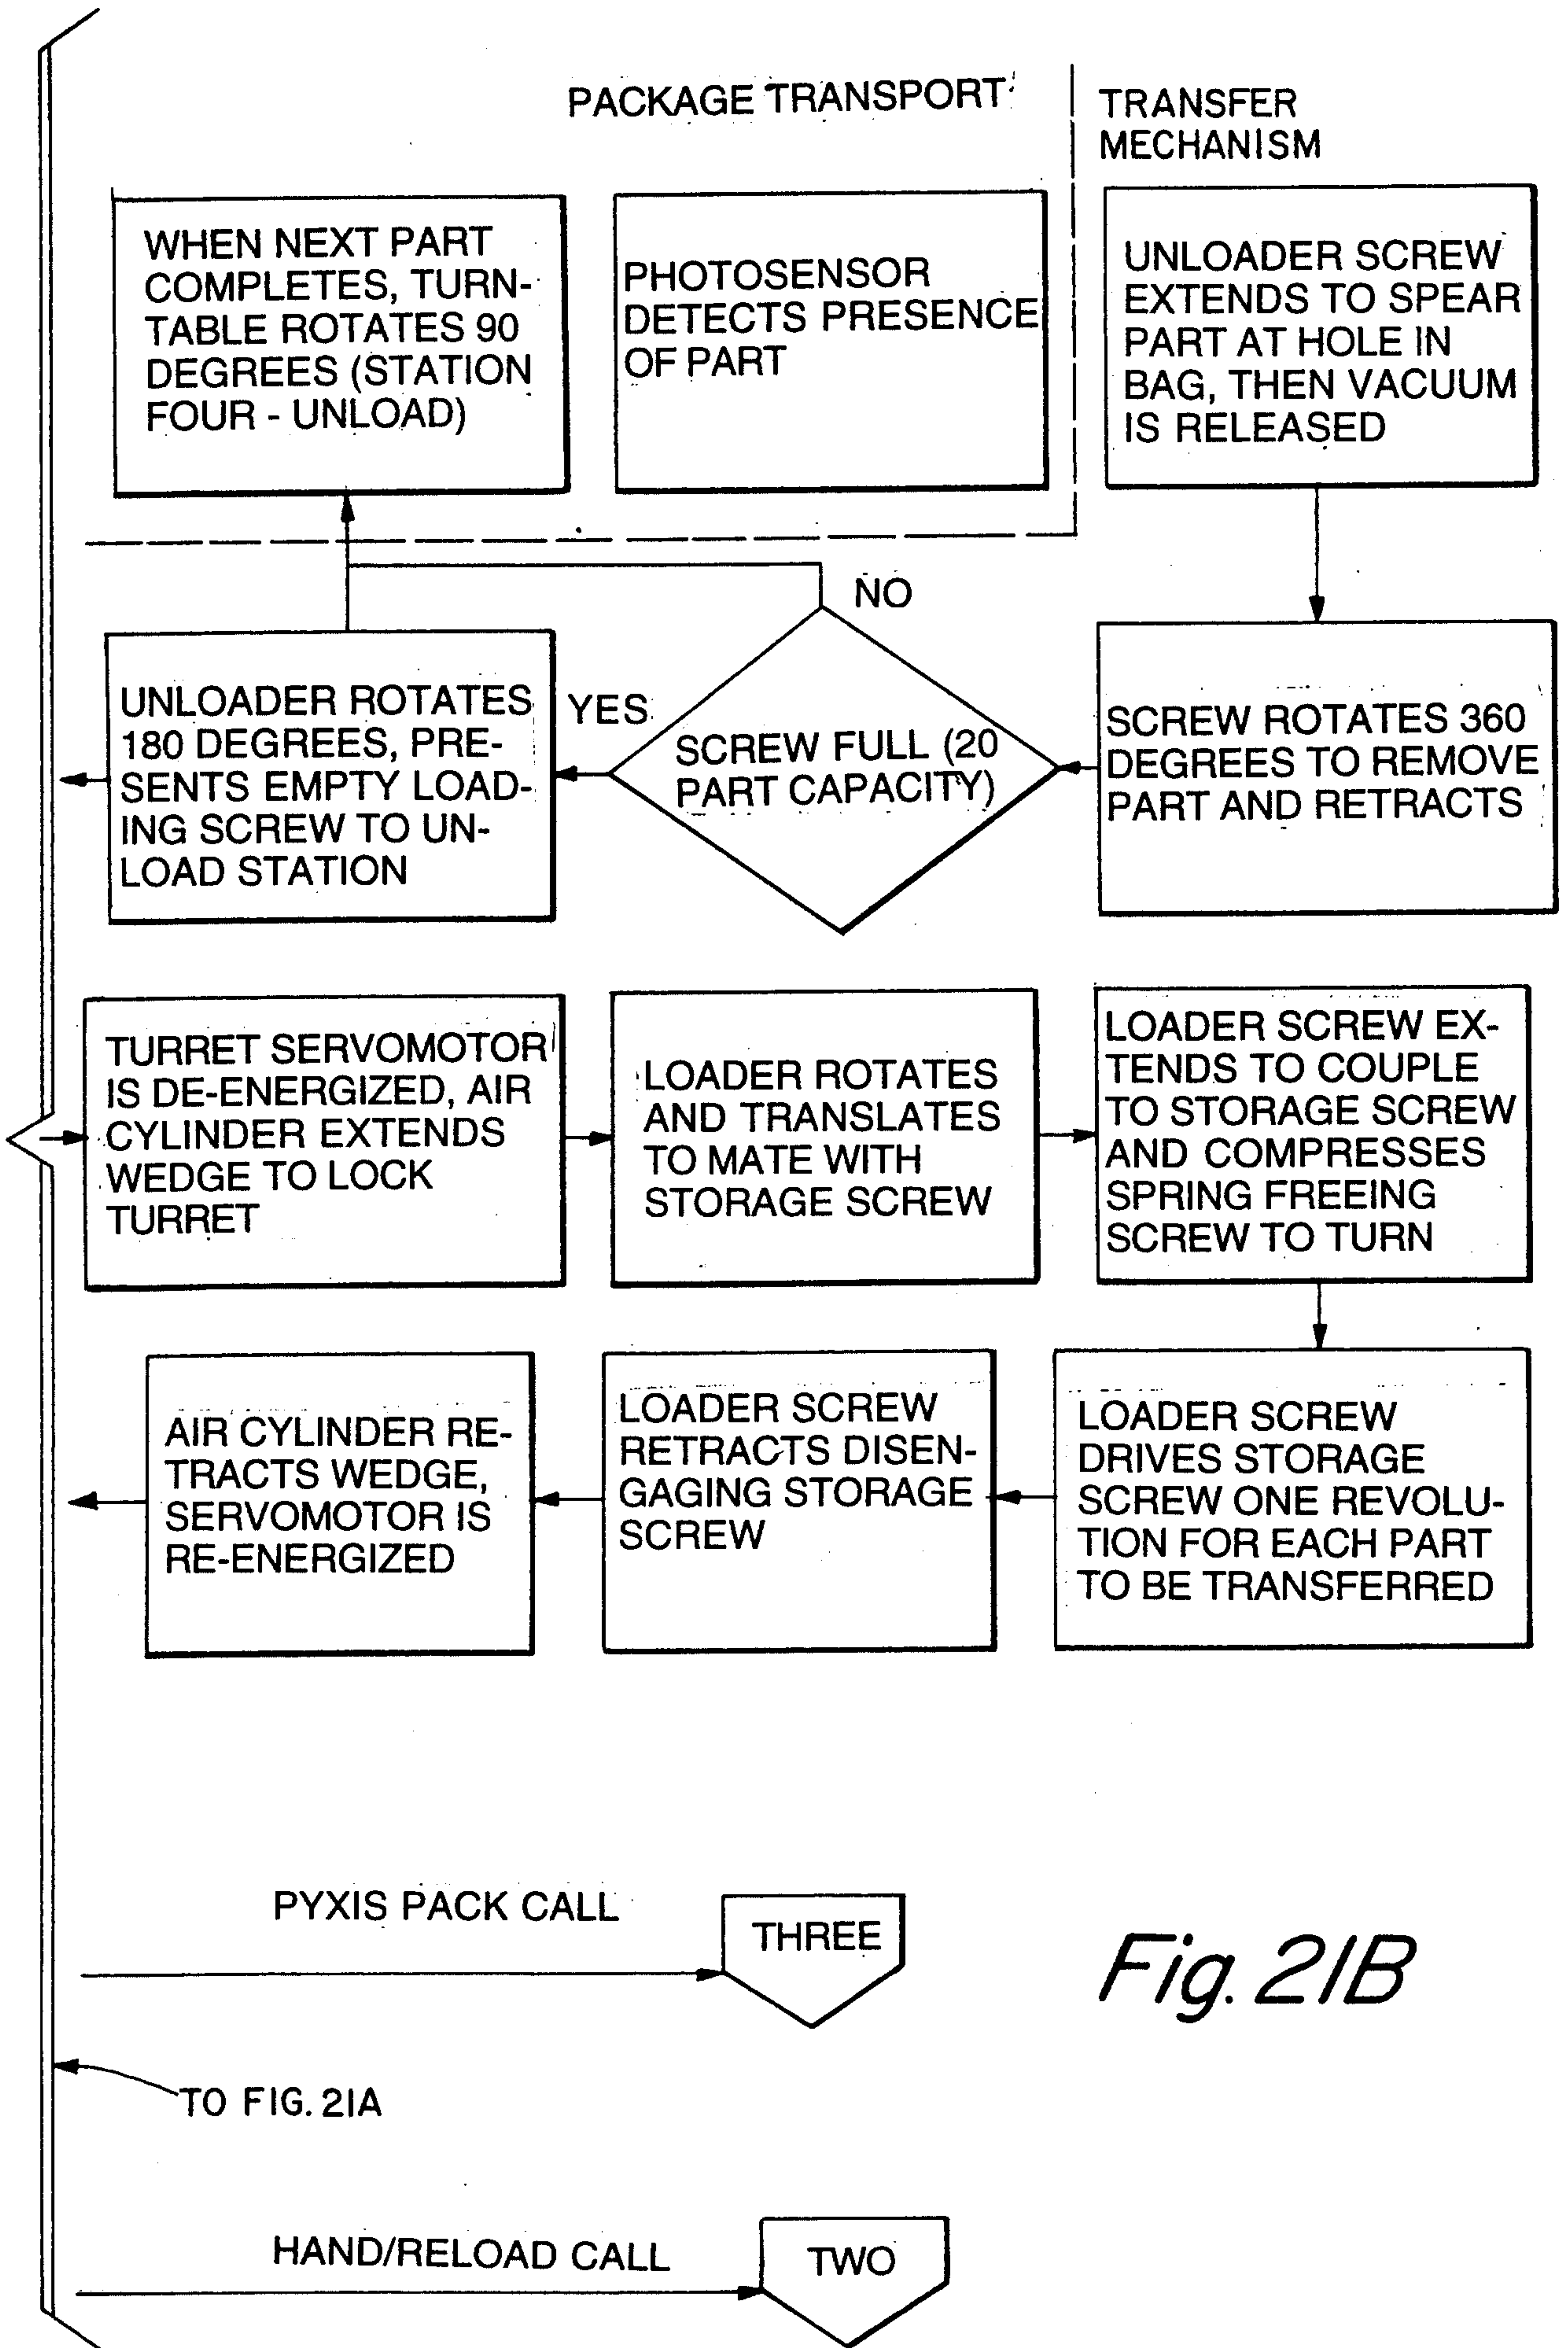 PACKAGE TRANSPORT
TRANSFER
MECHANISM
WHEN NEXT PART
COMPLETES, TURN-
TABLE ROTATES 90
DEGREES (STATION
FOUR - UNLOAD)
PHOTOSENSOR
DETECTS PRESENCE
OF PART
UNLOADER SCREW
EXTENDS TO SPEAR
PART AT HOLE IN
BAG, THEN VACUUM
IS RELEASED
NO
UNLOADER ROTATES
180 DEGREES, PRE-
SENTS EMPTY LOAD-
ING SCREW TO UN-
LOAD STATION
YES
SCREW FULL (20
PART CAPACITY)
SCREW ROTATES 360
DEGREES TO REMOVE
PART AND RETRACTS
TURRET SERVOMOTOR
IS DE-ENERGIZED, AIR
CYLINDER EXTENDS
WEDGE TO LOCK
TURRET
LOADER ROTATES
AND TRANSLATES
TO MATE WITH
STORAGE SCREW
LOADER SCREW EX-
TENDS TO COUPLE
TO STORAGE SCREW
AND COMPRESSES
SPRING FREEING
SCREW TO TURN
AIR CYLINDER RE-
TRACTS WEDGE,
SERVOMOTOR IS
RE-ENERGIZED
LOADER SCREW
RETRACTS DISEN-
GAGING STORAGE
SCREW
LOADER SCREW
DRIVES STORAGE
SCREW ONE REVOLU-
TION FOR EACH PART
TO BE TRANSFERRED
PYXIS PACK CALL
THREE
Fig. 21B
TO FIG. 21A
HAND/RELOAD CALL
TWO